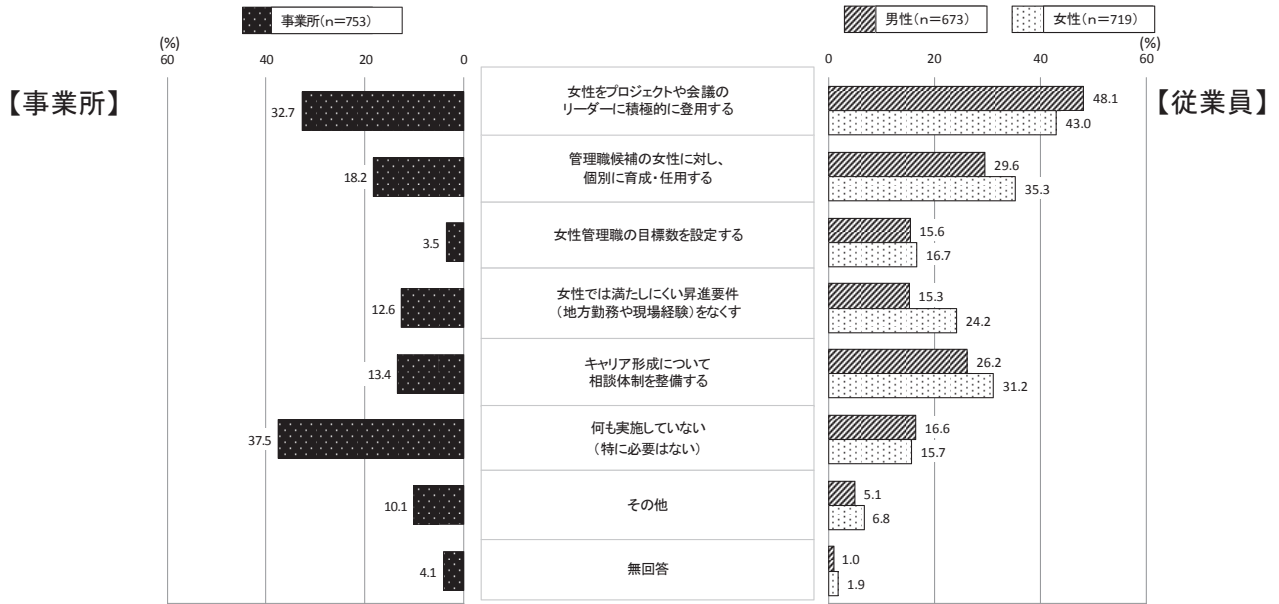 事業所(n=753)
男性(n=673)
女性(n=719)
(%)
60 40 20 0
0 20 40 60
(%)
【事業所】
【従業員】
32.7
女性をプロジェクトや会議の
リーダーに積極的に登用する
48.1
43.0
18.2
管理職候補の女性に対し、
個別に育成・任用する
29.6
35.3
3.5
女性管理職の目標数を設定する
15.6
16.7
12.6
女性では満たしにくい昇進要件
(地方勤務や現場経験)をなくす
15.3
24.2
13.4
キャリア形成について
相談体制を整備する
26.2
31.2
37.5
何も実施していない
(特に必要はない)
16.6
15.7
10.1
その他
5.1
6.8
4.1
無回答
1.0
1.9